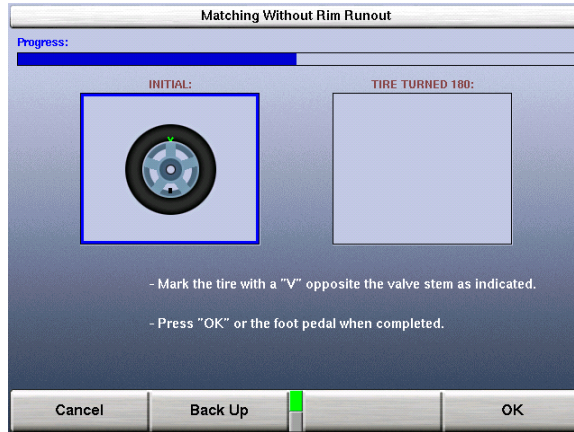 Matching Without Rim Runout
Progress:
INITIAL:
TIRE TURNED 180:
- Mark the tire with a "V" opposite the valve stem as indicated.
- Press "OK" or the foot pedal when completed.
Cancel
Back Up
OK